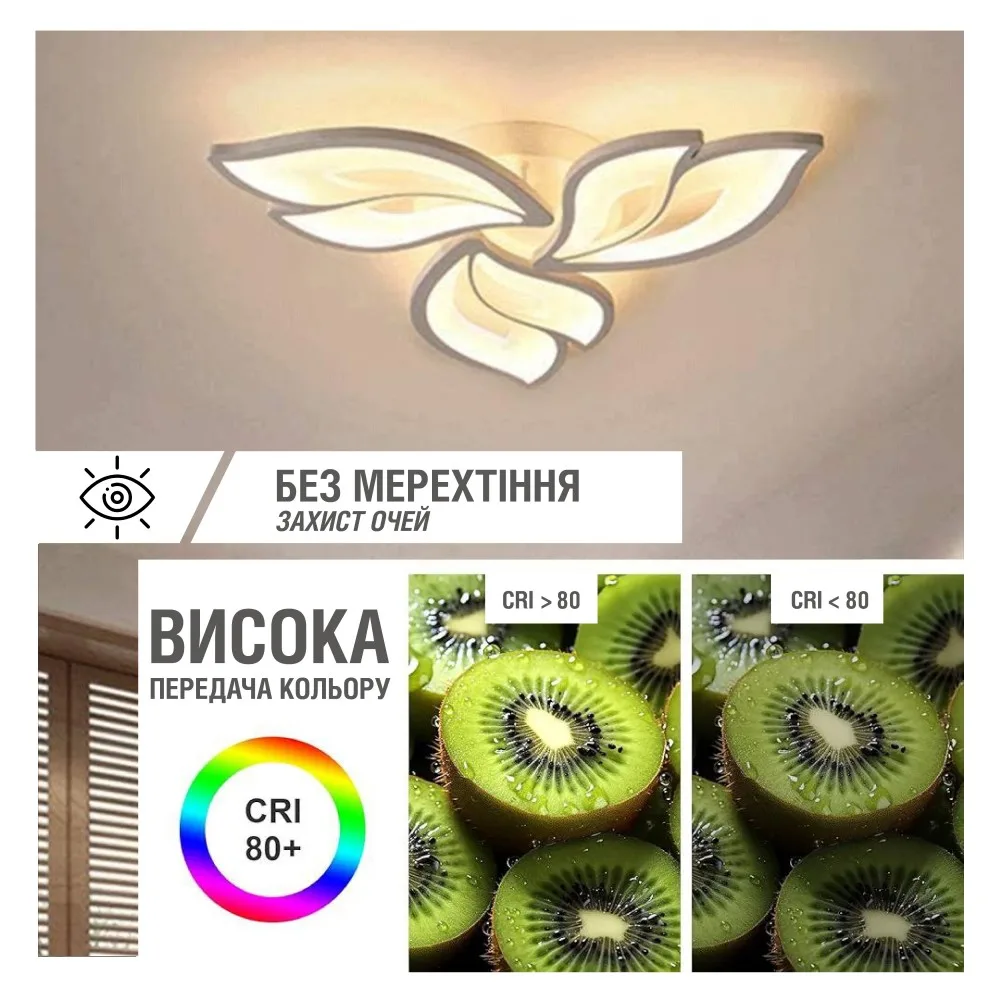 БЕЗ МЕРЕХТІННЯ
ЗАХИСТ ОЧЕЙ
ВИСОКА
ПЕРЕДАЧА КОЛЬОРУ
CRI
80+
CRI > 80
CRI < 80